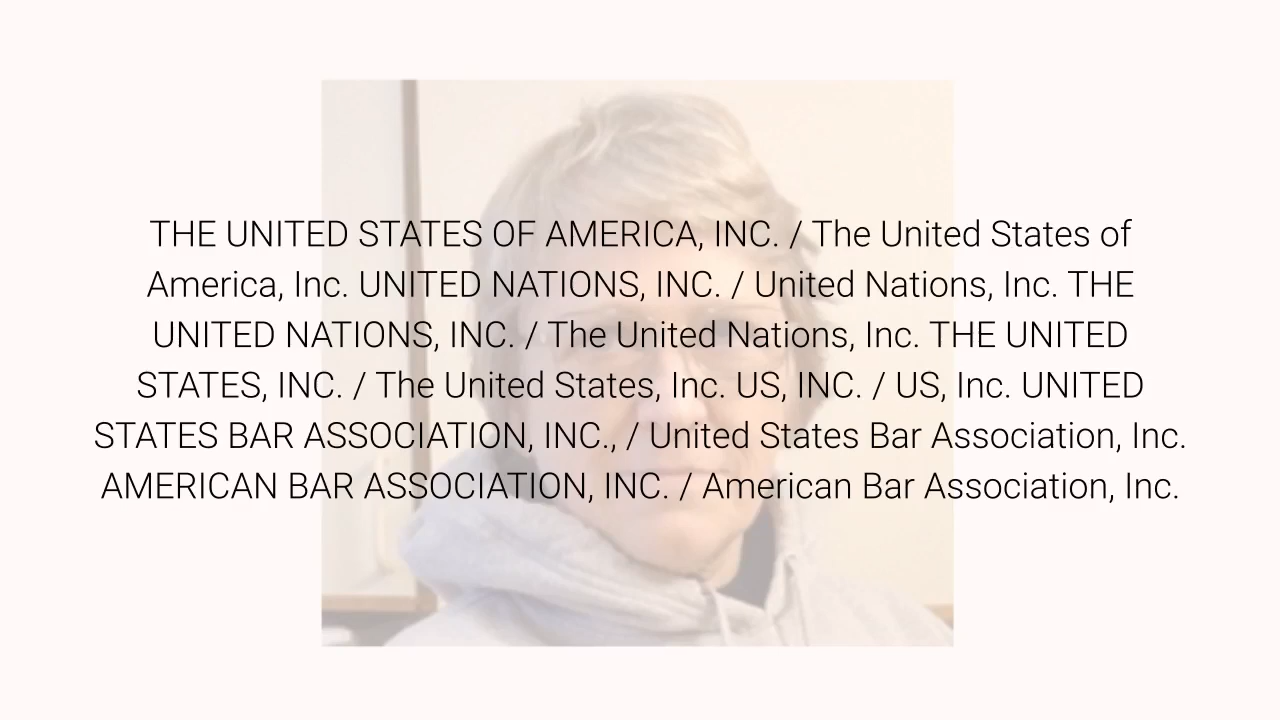 THE UNITED STATES OF AMERICA, INC. / The United States of
America, Inc. UNITED NATIONS, INC. / United Nations, Inc. THE
UNITED NATIONS, INC. / The United Nations, Inc. THE UNITED
STATES, INC. / The United States, Inc. US, INC. / US, Inc. UNITED
STATES BAR ASSOCIATION, INC., / United States Bar Association, Inc.
AMERICAN BAR ASSOCIATION, INC. / American Bar Association, Inc.